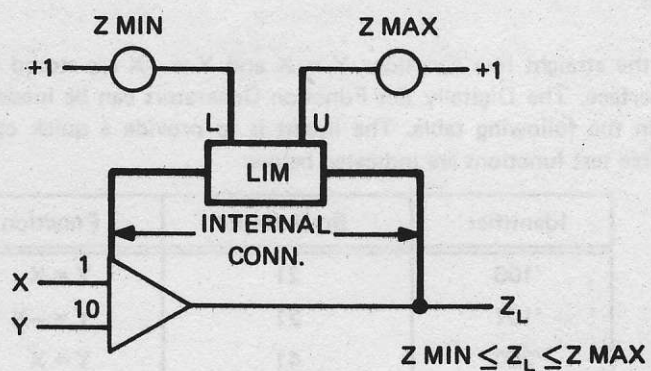 Z MIN
Z MAX
+1
+1
L
U
LIM
INTERNAL
CONN.
X
1
10
Y
Z_L
Z MIN ≤ Z_L ≤ Z MAX